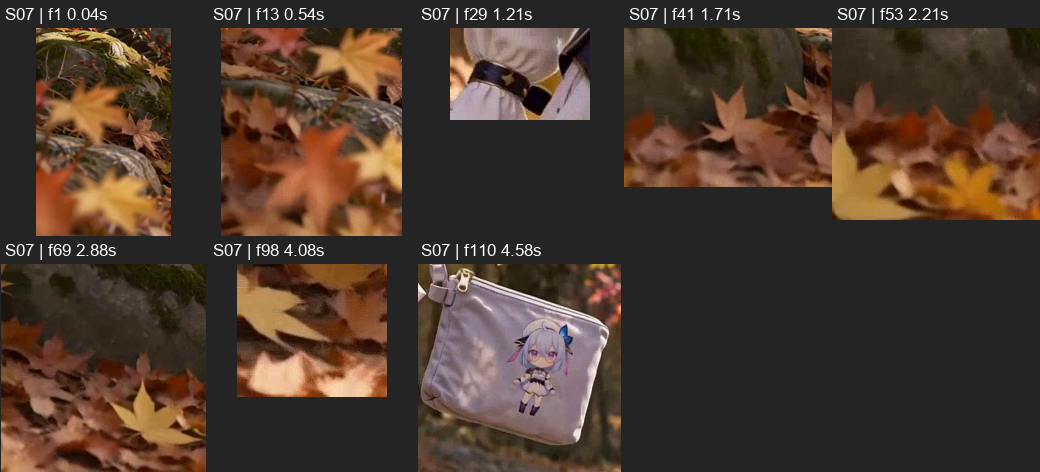 S07 | f1 0.04s
S07 | f13 0.54s
S07 | f29 1.21s
S07 | f41 1.71s
S07 | f53 2.21s
S07 | f69 2.88s
S07 | f98 4.08s
S07 | f110 4.58s